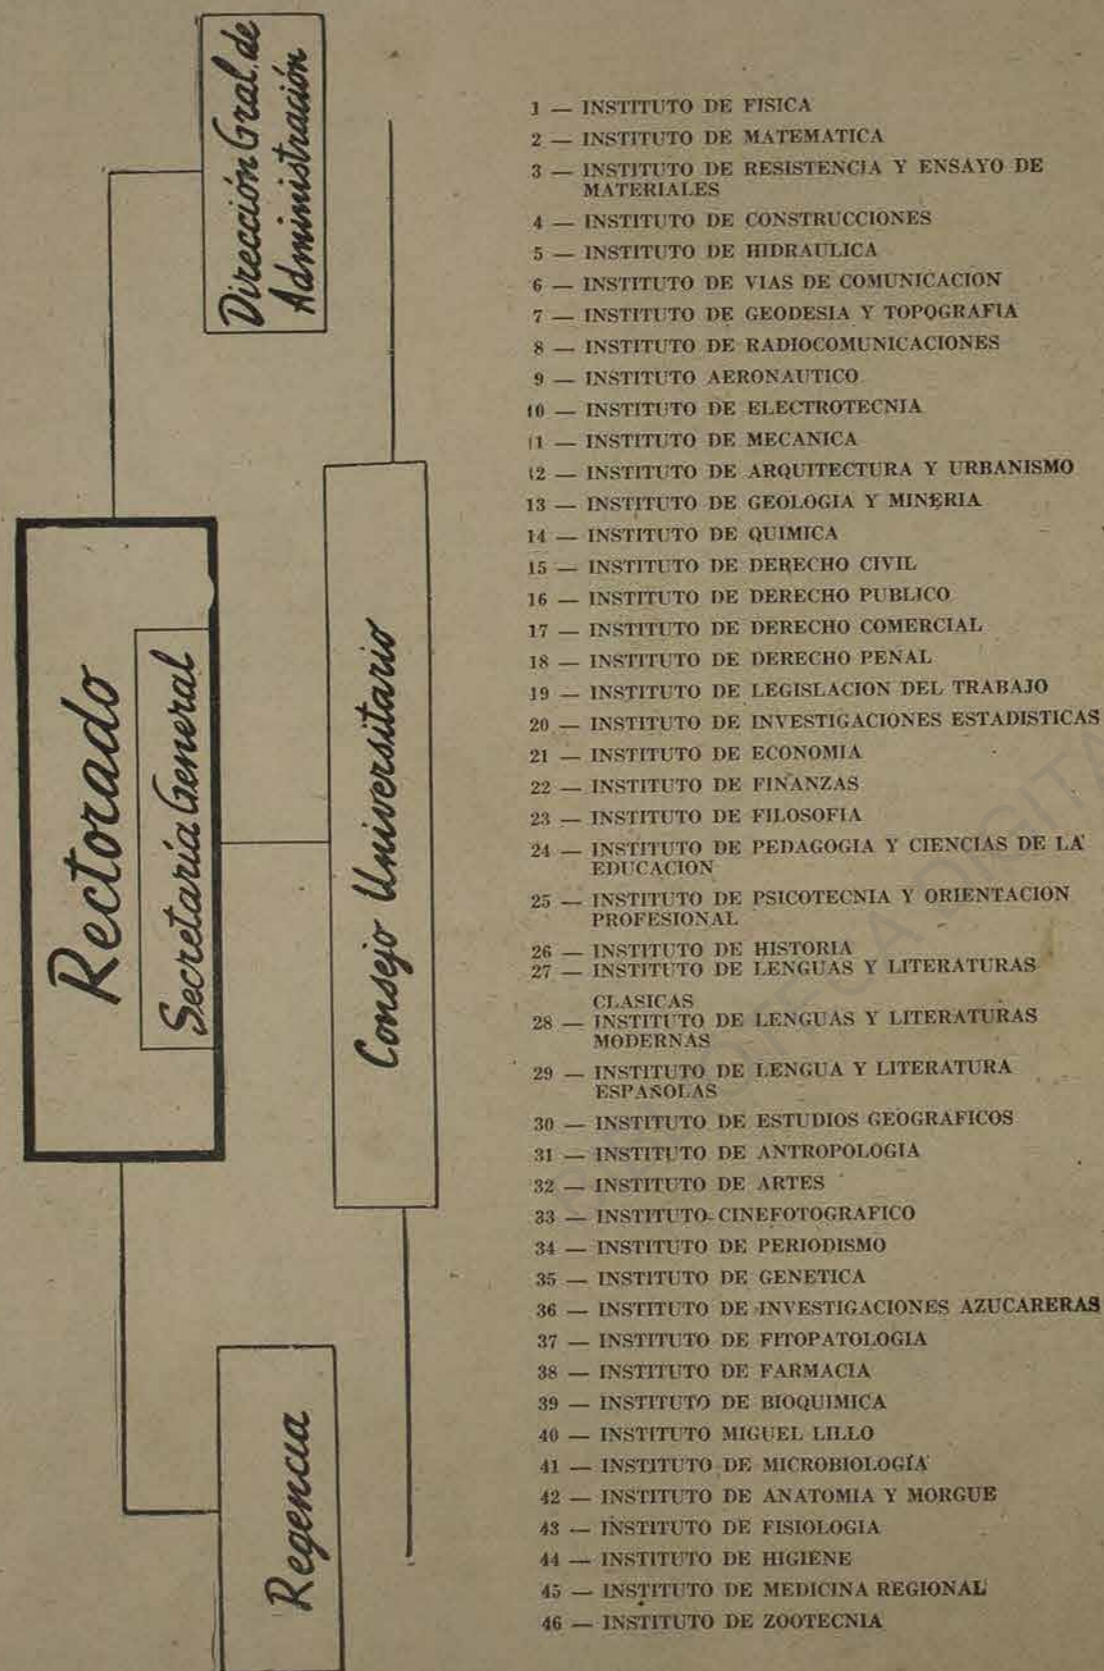 Dirección Gral. de
Administración
Rectorado
Secretaría General
Consejo Universitario
Regencia
1 — INSTITUTO DE FISICA
2 — INSTITUTO DE MATEMATICA
3 — INSTITUTO DE RESISTENCIA Y ENSAYO DE
MATERIALES
4 — INSTITUTO DE CONSTRUCCIONES
5 — INSTITUTO DE HIDRAULICA
6 — INSTITUTO DE VIAS DE COMUNICACION
7 — INSTITUTO DE GEODESIA Y TOPOGRAFIA
8 — INSTITUTO DE RADIOCOMUNICACIONES
9 — INSTITUTO AERONAUTICO
10 — INSTITUTO DE ELECTROTECNIA
11 — INSTITUTO DE MECANICA
12 — INSTITUTO DE ARQUITECTURA Y URBANISMO
13 — INSTITUTO DE GEOLOGIA Y MINERIA
14 — INSTITUTO DE QUIMICA
15 — INSTITUTO DE DERECHO CIVIL
16 — INSTITUTO DE DERECHO PUBLICO
17 — INSTITUTO DE DERECHO COMERCIAL
18 — INSTITUTO DE DERECHO PENAL
19 — INSTITUTO DE LEGISLACION DEL TRABAJO
20 — INSTITUTO DE INVESTIGACIONES ESTADISTICAS
21 — INSTITUTO DE ECONOMIA
22 — INSTITUTO DE FINANZAS
23 — INSTITUTO DE FILOSOFIA
24 — INSTITUTO DE PEDAGOGIA Y CIENCIAS DE LA
EDUCACION
25 — INSTITUTO DE PSICOTECNIA Y ORIENTACION
PROFESIONAL
26 — INSTITUTO DE HISTORIA
27 — INSTITUTO DE LENGUAS Y LITERATURAS
CLASICAS
28 — INSTITUTO DE LENGUAS Y LITERATURAS
MODERNAS
29 — INSTITUTO DE LENGUA Y LITERATURA
ESPAÑOLAS
30 — INSTITUTO DE ESTUDIOS GEOGRAFICOS
31 — INSTITUTO DE ANTROPOLOGIA
32 — INSTITUTO DE ARTES
33 — INSTITUTO CINEFOTOGRAFICO
34 — INSTITUTO DE PERIODISMO
35 — INSTITUTO DE GENETICA
36 — INSTITUTO DE INVESTIGACIONES AZUCARERAS
37 — INSTITUTO DE FITOPATOLOGIA
38 — INSTITUTO DE FARMACIA
39 — INSTITUTO DE BIOQUIMICA
40 — INSTITUTO MIGUEL LILLO
41 — INSTITUTO DE MICROBIOLOGÍA
42 — INSTITUTO DE ANATOMIA Y MORGUE
43 — INSTITUTO DE FISIOLOGIA
44 — INSTITUTO DE HIGIENE
45 — INSTITUTO DE MEDICINA REGIONAL
46 — INSTITUTO DE ZOOTECNIA